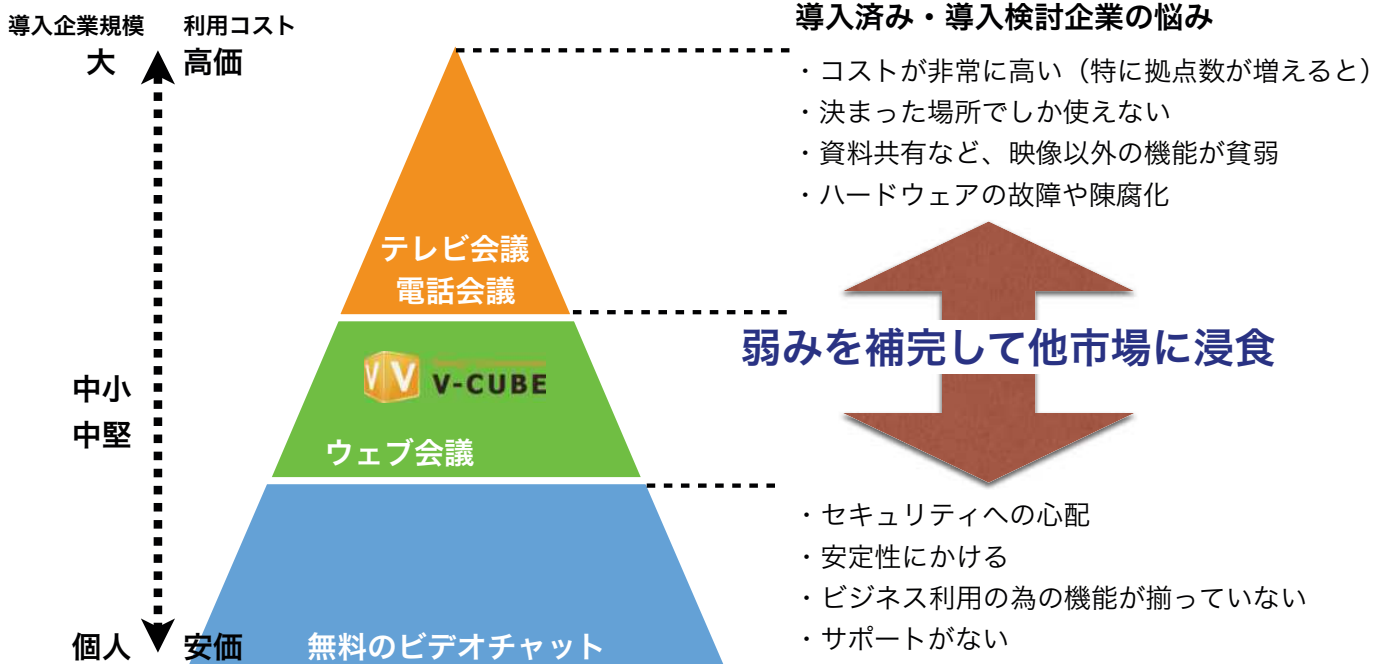 導入企業規模 利用コスト
大 高価
導入済み・導入検討企業の悩み
・コストが非常に高い（特に拠点数が増えると）
・決まった場所でしか使えない
・資料共有など、映像以外の機能が貧弱
・ハードウェアの故障や陳腐化
テレビ会議
電話会議
弱みを補完して他市場に浸食
中小
中堅
V-CUBE
ウェブ会議
・セキュリティへの心配
・安定性にかける
・ビジネス利用の為の機能が揃っていない
・サポートがない
個人 安価
無料のビデオチャット